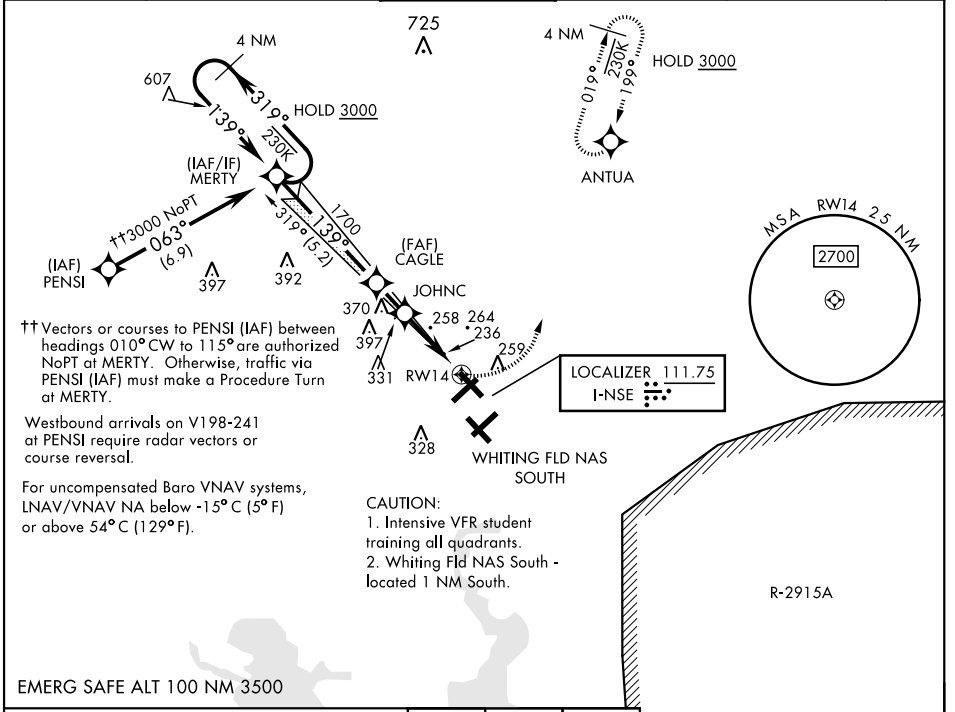 725
4 NM
4 NM
230K
019°
199°
HOLD 3000
607
319°
139°
HOLD 3000
230K
(IAF/IF)
MERTY
ANTUA
††3000 NoPT
063°
(6.9)
1700
139°
319° (5.2)
(IAF)
PENSI
397
392
(FAF)
CAGLE
JOHNC
370
397
331
258
264
236
259
RW14
MSA RW14 25 NM
2700
LOCALIZER 111.75
I-NSE
328
WHITING FLD NAS
SOUTH
†† Vectors or courses to PENSI (IAF) between
headings 010° CW to 115° are authorized
NoPT at MERTY. Otherwise, traffic via
PENSI (IAF) must make a Procedure Turn
at MERTY.
Westbound arrivals on V198-241
at PENSI require radar vectors or
course reversal.
For uncompensated Baro VNAV systems,
LNAV/VNAV NA below -15° C (5° F)
or above 54° C (129° F).
CAUTION:
1. Intensive VFR student
training all quadrants.
2. Whiting Fld NAS South -
located 1 NM South.
R-2915A
EMERG SAFE ALT 100 NM 3500